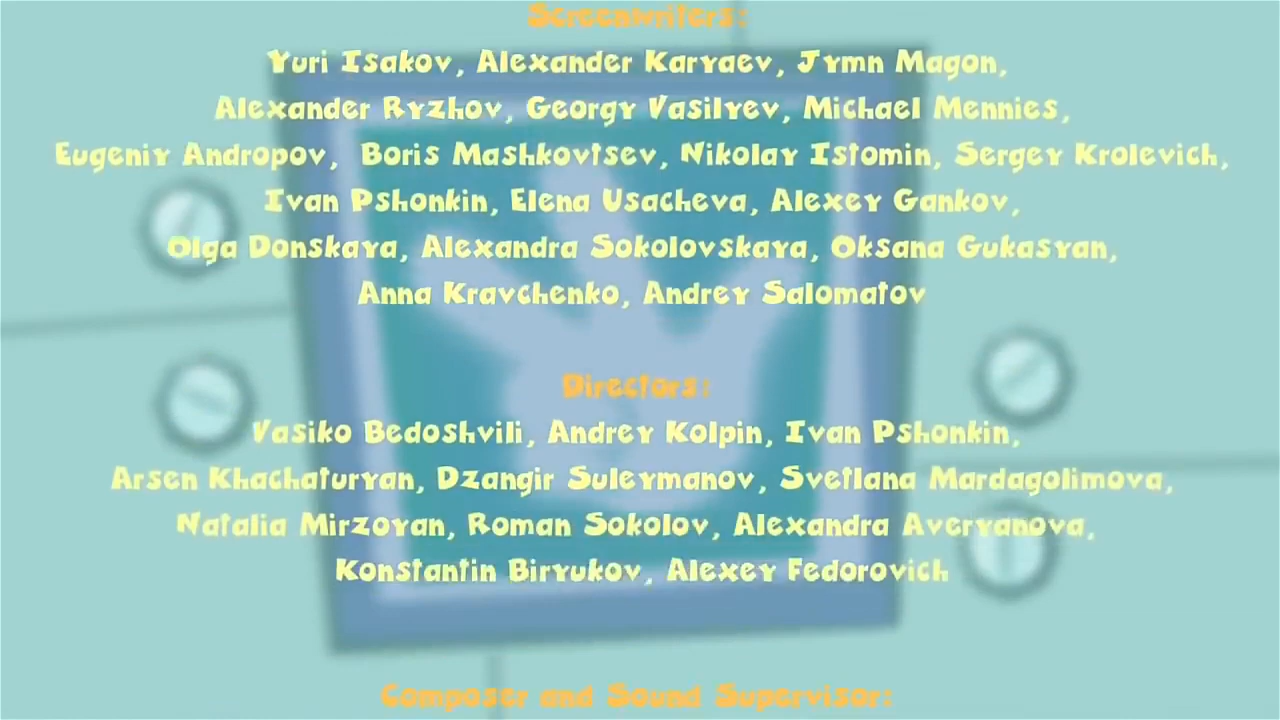 Screenwriters:
Yuri Isakov, Alexander Karyaev, Jymn Magon,
Alexander Ryzhov, Georgy Vasilyev, Michael Mennies,
Eugeniy Andropov, Boris Mashkovtsev, Nikolay Istomin, Sergey Krolevich,
Ivan Pshonkin, Elena Usacheva, Alexey Gankov,
Olga Donskaya, Alexandra Sokolovskaya, Oksana Gukasyan,
Anna Kravchenko, Andrey Salomatov
Directors:
Vasiko Bedoshvili, Andrey Kolpin, Ivan Pshonkin,
Arsen Khachaturyan, Dzangir Suleymanov, Svetlana Mardagolimova,
Natalia Mirzoyan, Roman Sokolov, Alexandra Averyanova,
Konstantin Biryukov, Alexey Fedorovich
Composer and Sound Supervisor: